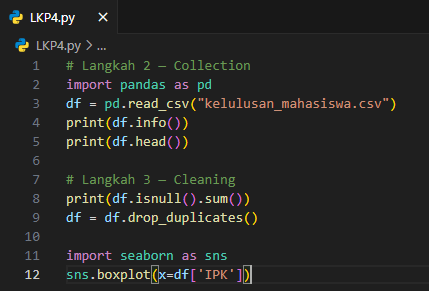 LKP4.py
LKP4.py > ...
1 # Langkah 2 – Collection
2 import pandas as pd
3 df = pd.read_csv("kelulusan_mahasiswa.csv")
4 print(df.info())
5 print(df.head())
6
7 # Langkah 3 – Cleaning
8 print(df.isnull().sum())
9 df = df.drop_duplicates()
10
11 import seaborn as sns
12 sns.boxplot(x=df['IPK'])